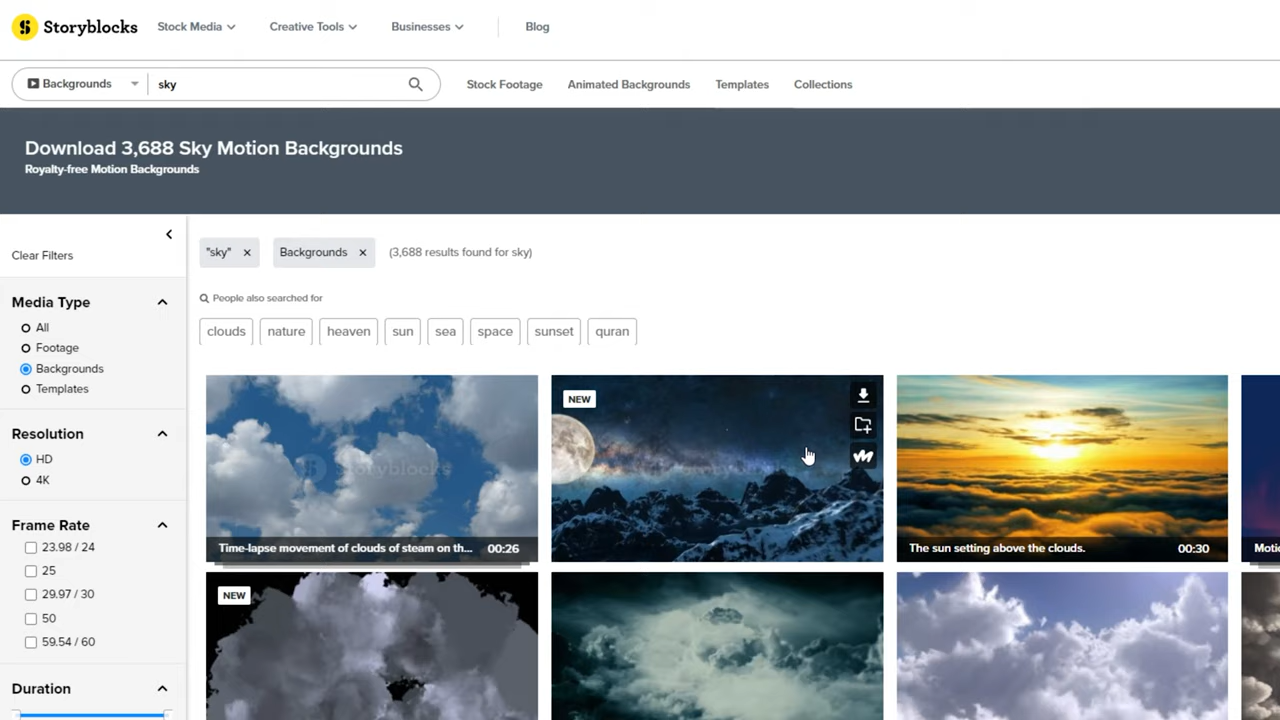 Storyblocks Stock Media Creative Tools Businesses Blog
Backgrounds sky Stock Footage Animated Backgrounds Templates Collections
Download 3,688 Sky Motion Backgrounds
Royalty-free Motion Backgrounds
Clear Filters
Media Type
All
Footage
Backgrounds
Templates
Resolution
HD
4K
Frame Rate
23.98 / 24
25
29.97 / 30
50
59.54 / 60
Duration
"sky" × Backgrounds × (3,688 results found for sky)
People also searched for
clouds nature heaven sun sea space sunset quran
Storyblocks
Time-lapse movement of clouds of steam on th... 00:26
NEW
Storyblocks
The sun setting above the clouds. 00:30
Moti
NEW